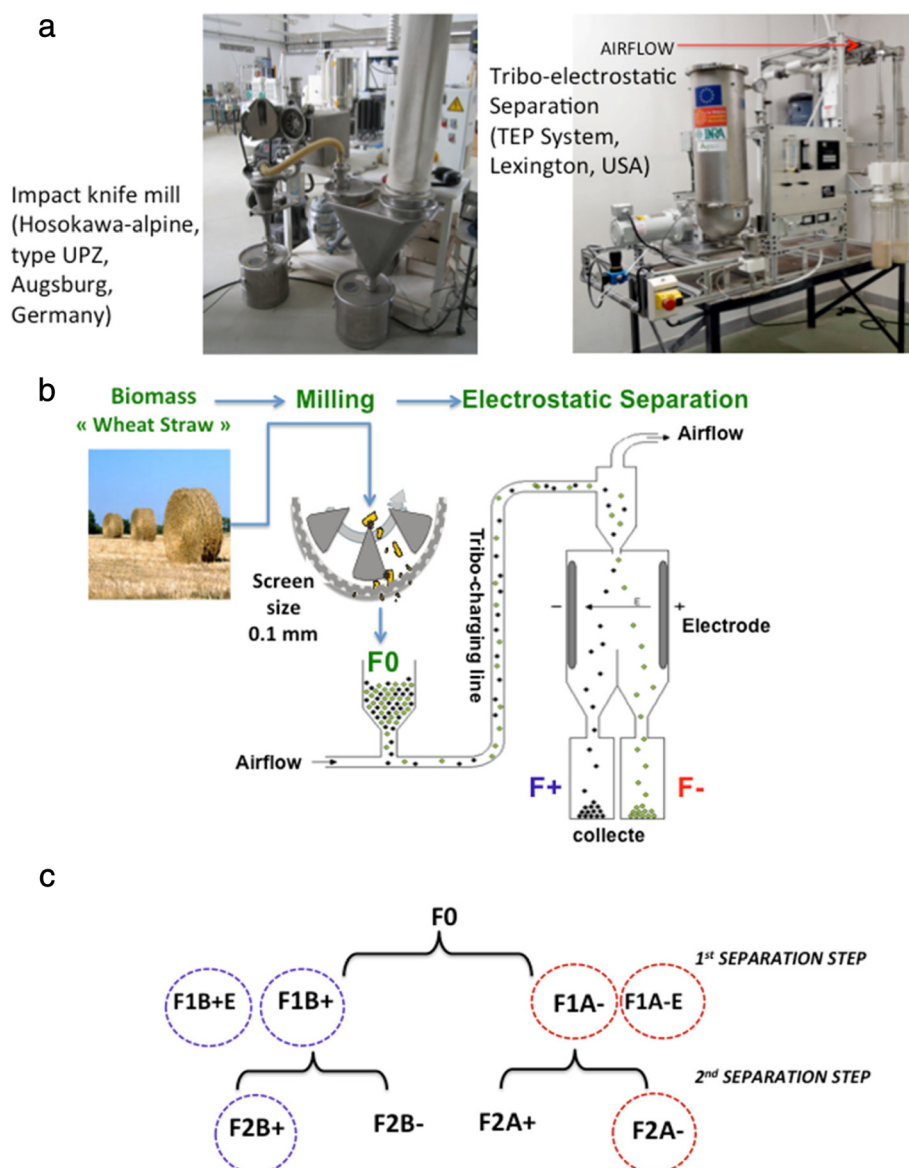 a
Impact knife mill
(Hosokawa-alpine,
type UPZ,
Augsburg,
Germany)
AIRFLOW
Tribo-electrostatic
Separation
(TEP System,
Lexington, USA)
INRA
b
Biomass
« Wheat Straw »
Milling
Electrostatic Separation
Airflow
Tribo-charging line
Screen
size
0.1 mm
F0
Airflow
−
E
+
Electrode
F+
F-
collecte
c
F0
1st SEPARATION STEP
F1B+E
F1B+
F1A-
F1A-E
2nd SEPARATION STEP
F2B+
F2B-
F2A+
F2A-